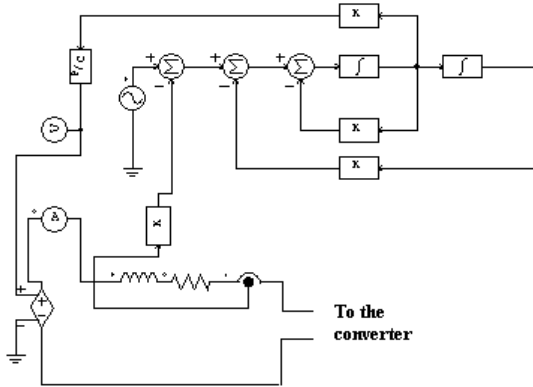 K
P/C
+
+
+
Σ
Σ
Σ
∫
∫
−
−
−
V
K
K
K
A
+
+
−
−
To the
converter